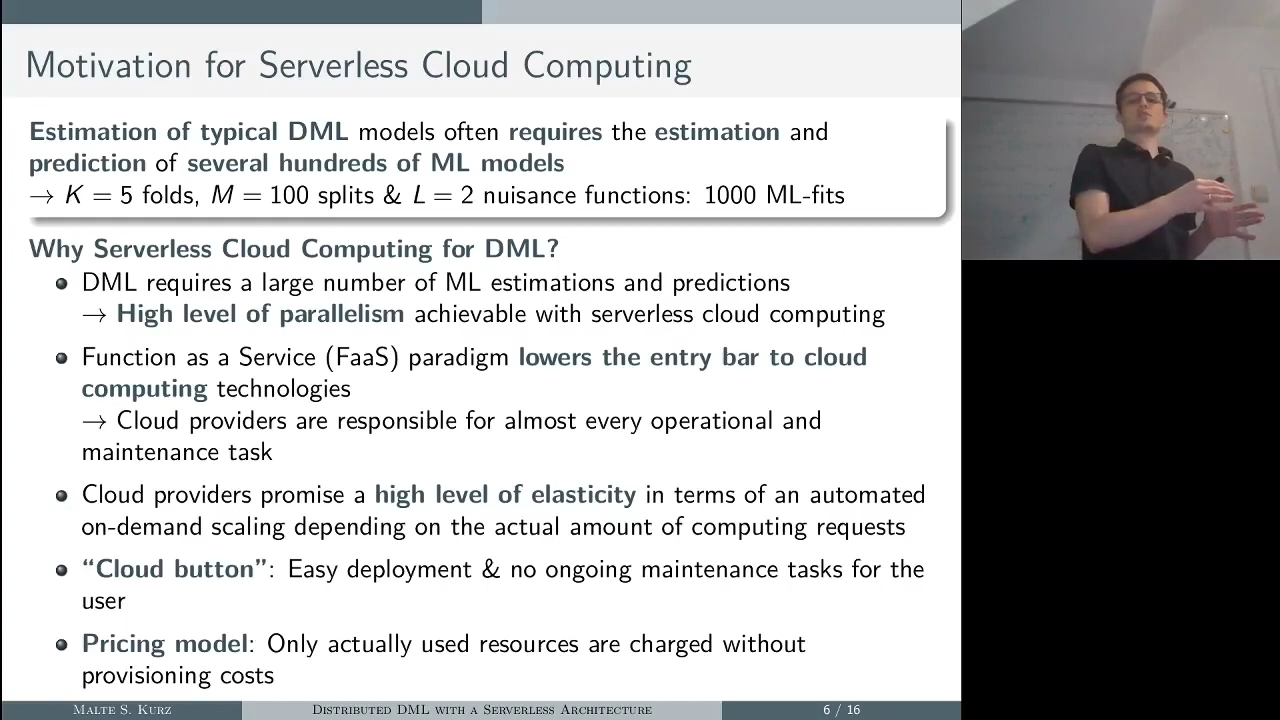 Motivation for Serverless Cloud Computing
Estimation of typical DML models often requires the estimation and
prediction of several hundreds of ML models
→ K = 5 folds, M = 100 splits & L = 2 nuisance functions: 1000 ML-fits
Why Serverless Cloud Computing for DML?
DML requires a large number of ML estimations and predictions
→ High level of parallelism achievable with serverless cloud computing
Function as a Service (FaaS) paradigm lowers the entry bar to cloud
computing technologies
→ Cloud providers are responsible for almost every operational and
maintenance task
Cloud providers promise a high level of elasticity in terms of an automated
on-demand scaling depending on the actual amount of computing requests
“Cloud button”: Easy deployment & no ongoing maintenance tasks for the
user
Pricing model: Only actually used resources are charged without
provisioning costs
Malte S. Kurz Distributed DML with a Serverless Architecture 6 / 16